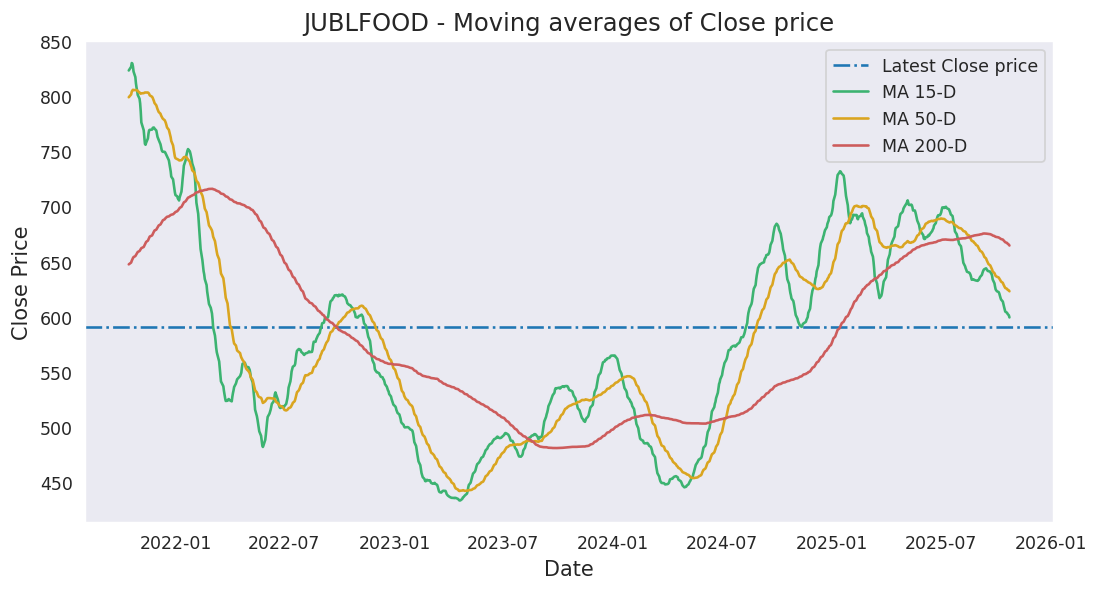 JUBLFOOD - Moving averages of Close price
Close Price
850
800
750
700
650
600
550
500
450
Latest Close price
MA 15-D
MA 50-D
MA 200-D
2022-01
2022-07
2023-01
2023-07
2024-01
2024-07
2025-01
2025-07
2026-01
Date